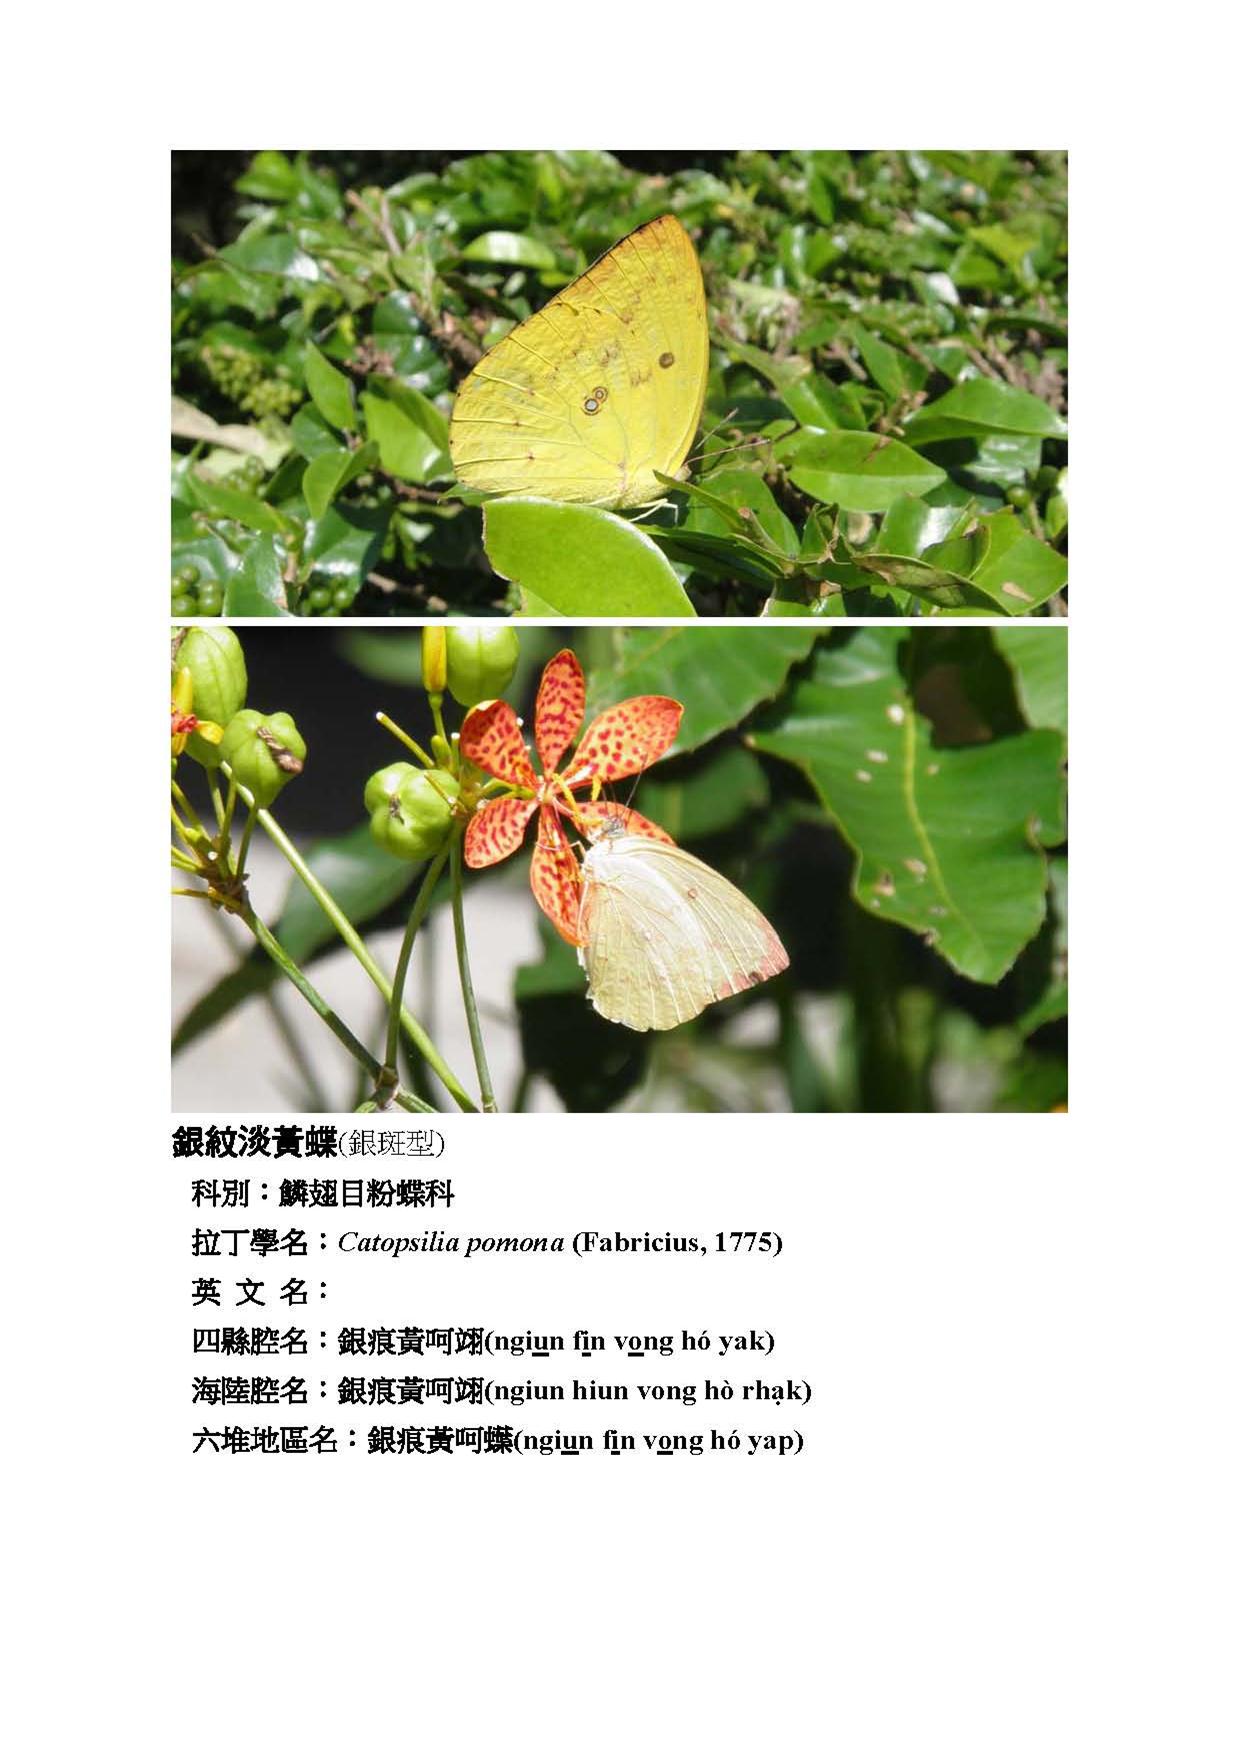 銀紋淡黃蝶(銀斑型)
科別：鱗翅目粉蝶科
拉丁學名：Catopsilia pomona (Fabricius, 1775)
英 文 名：
四縣腔名：銀痕黃呵翊(ngiu̲n fi̲n vo̲ng hó yak)
海陸腔名：銀痕黃呵翊(ngiun hiun vong hò rhạk)
六堆地區名：銀痕黃呵蝶(ngiu̲n fi̲n vo̲ng hó yap)